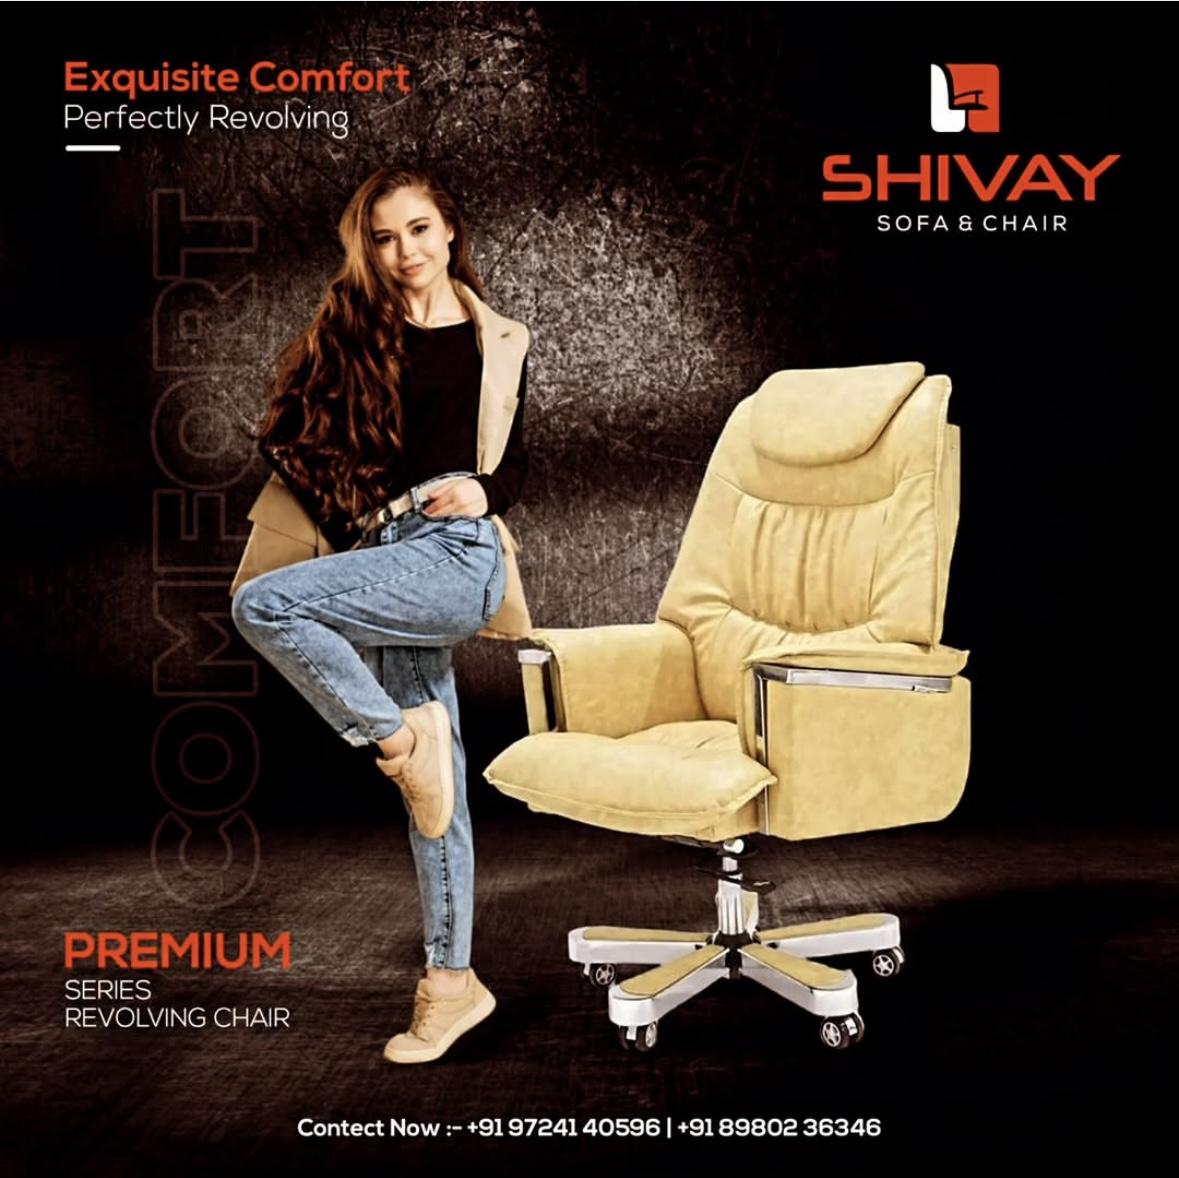 Exquisite Comfort
Perfectly Revolving
SHIVAY
SOFA & CHAIR
COMFORT
PREMIUM
SERIES
REVOLVING CHAIR
Contect Now :- +91 97241 40596 | +91 89802 36346